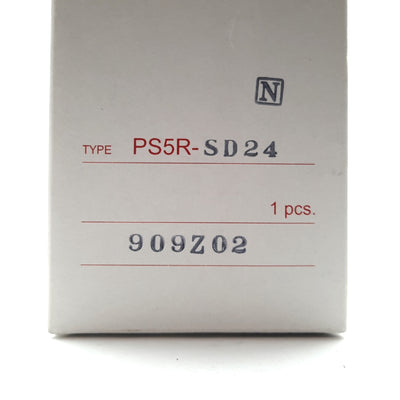 N
TYPE PS5R-SD24
1 pcs.
909Z02